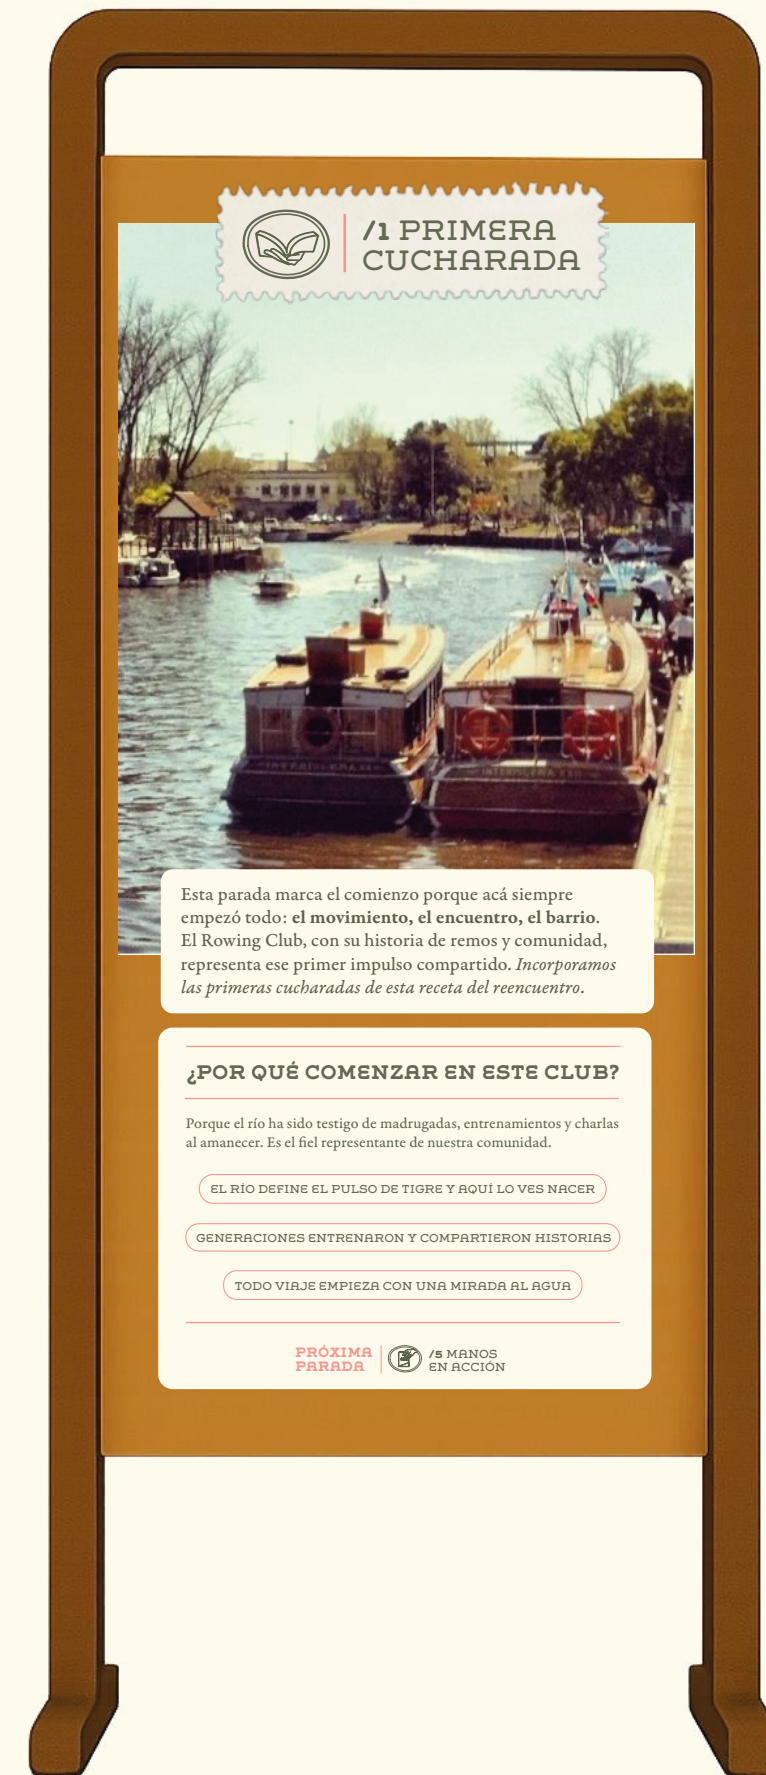 /1 PRIMERA
CUCHARADA
INTERISLEÑA
INTERISLEÑA XXII
Esta parada marca el comienzo porque acá siempre
empezó todo: el movimiento, el encuentro, el barrio.
El Rowing Club, con su historia de remos y comunidad,
representa ese primer impulso compartido. Incorporamos
las primeras cucharadas de esta receta del reencuentro.
¿POR QUÉ COMENZAR EN ESTE CLUB?
Porque el río ha sido testigo de madrugadas, entrenamientos y charlas
al amanecer. Es el fiel representante de nuestra comunidad.
EL RÍO DEFINE EL PULSO DE TIGRE Y AQUÍ LO VES NACER
GENERACIONES ENTRENARON Y COMPARTIERON HISTORIAS
TODO VIAJE EMPIEZA CON UNA MIRADA AL AGUA
PRÓXIMA
PARADA
/5 MANOS
EN ACCIÓN